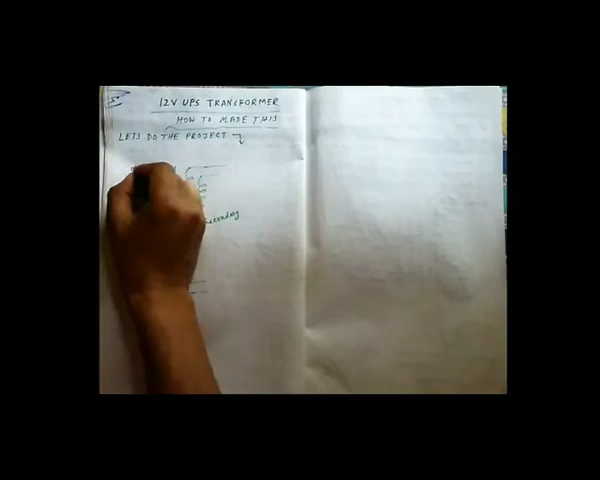 12V UPS TRANSFORMER
HOW TO MADE THIS
LETS DO THE PROJECT
Secondary